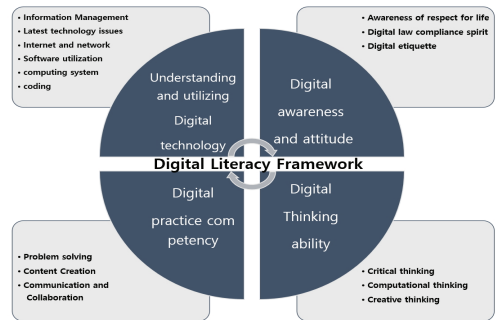 • Information Management
• Latest technology issues
• Internet and network
• Software utilization
• computing system
• coding
• Awareness of respect for life
• Digital law compliance spirit
• Digital etiquette
Understanding
and utilizing
Digital
technology
Digital
awareness
and attitude
Digital Literacy Framework
Digital
practice com
petency
Digital
Thinking
ability
• Problem solving
• Content Creation
• Communication and
Collaboration
• Critical thinking
• Computational thinking
• Creative thinking